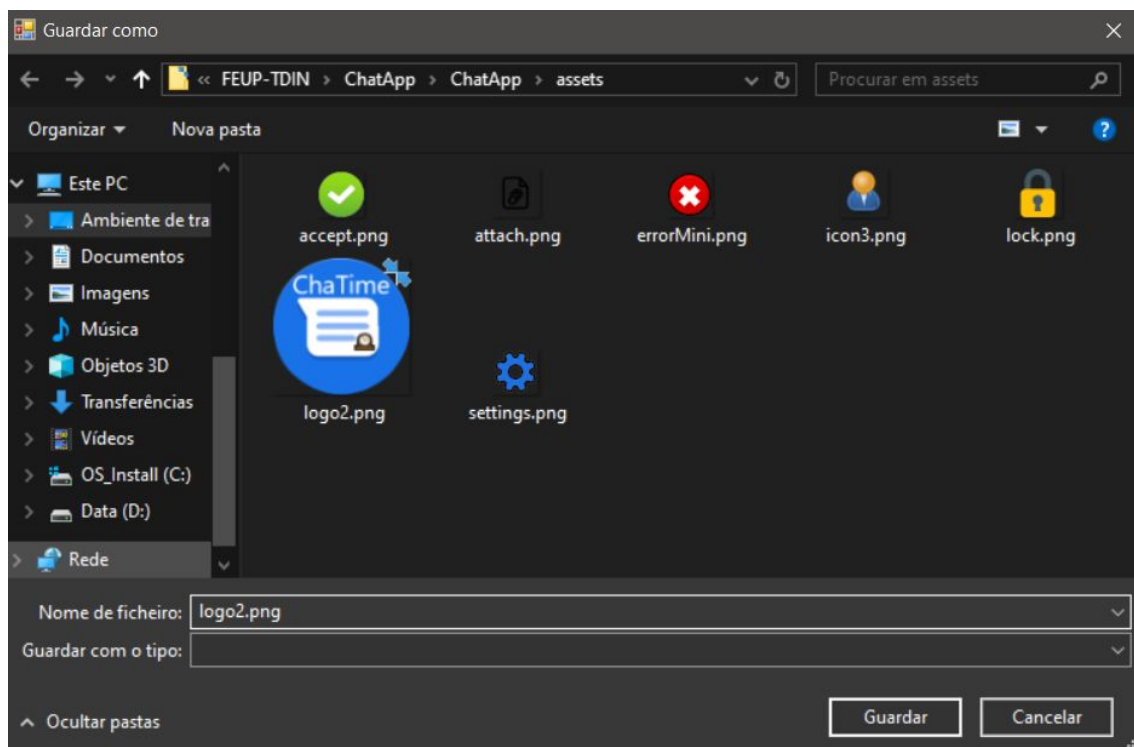 Guardar como
« FEUP-TDIN > ChatApp > ChatApp > assets
Procurar em assets
Organizar
Nova pasta
?
Este PC
Ambiente de tra
Documentos
Imagens
Música
Objetos 3D
Transferências
Vídeos
OS_Install (C:)
Data (D:)
Rede
accept.png
attach.png
errorMini.png
icon3.png
lock.png
ChaTime
logo2.png
settings.png
Nome de ficheiro: logo2.png
Guardar com o tipo:
Ocultar pastas
Guardar
Cancelar